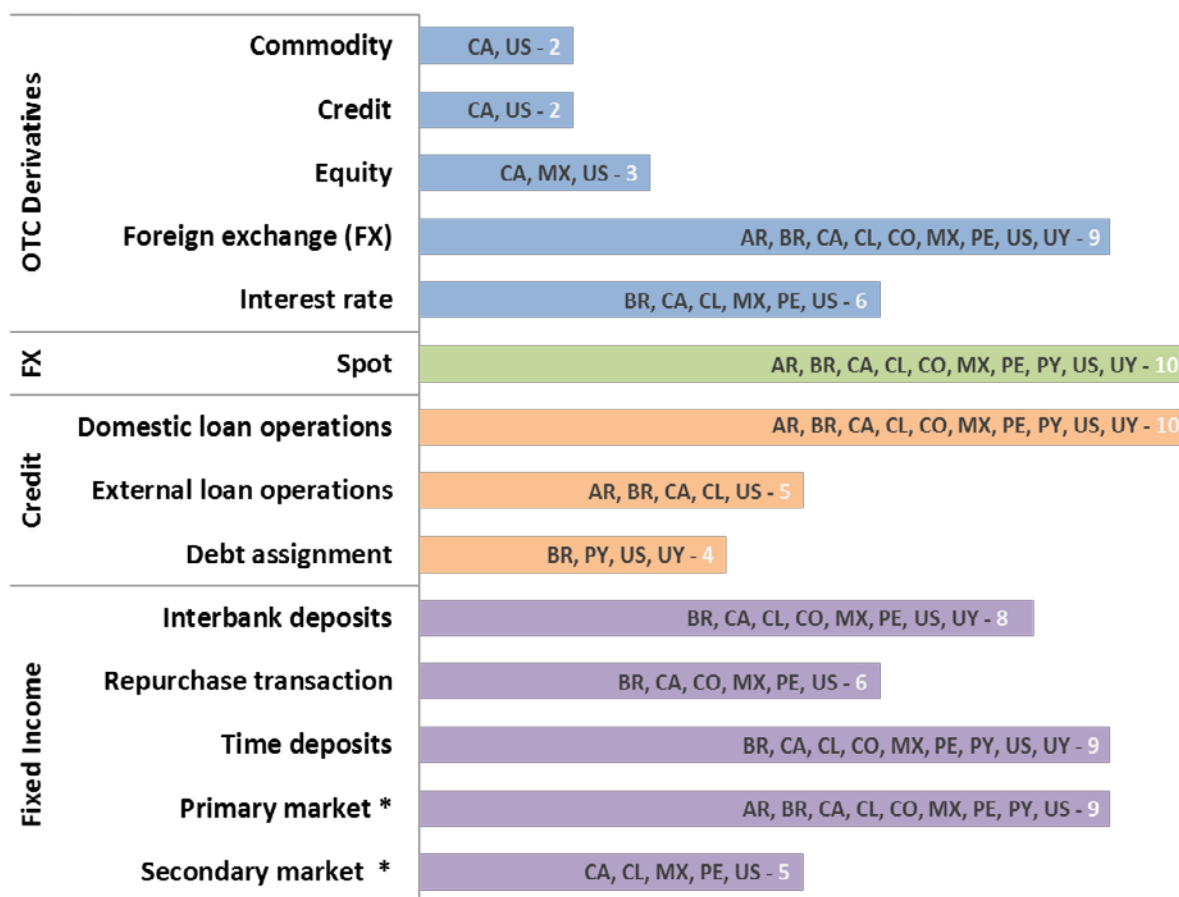 OTC Derivatives
Commodity
CA, US - 2
Credit
CA, US - 2
Equity
CA, MX, US - 3
Foreign exchange (FX)
AR, BR, CA, CL, CO, MX, PE, US, UY - 9
Interest rate
BR, CA, CL, MX, PE, US - 6
FX
Spot
AR, BR, CA, CL, CO, MX, PE, PY, US, UY - 10
Credit
Domestic loan operations
AR, BR, CA, CL, CO, MX, PE, PY, US, UY - 10
External loan operations
AR, BR, CA, CL, US - 5
Debt assignment
BR, PY, US, UY - 4
Fixed Income
Interbank deposits
BR, CA, CL, CO, MX, PE, US, UY - 8
Repurchase transaction
BR, CA, CO, MX, PE, US - 6
Time deposits
BR, CA, CL, CO, MX, PE, PY, US, UY - 9
Primary market *
AR, BR, CA, CL, CO, MX, PE, PY, US - 9
Secondary market *
CA, CL, MX, PE, US - 5